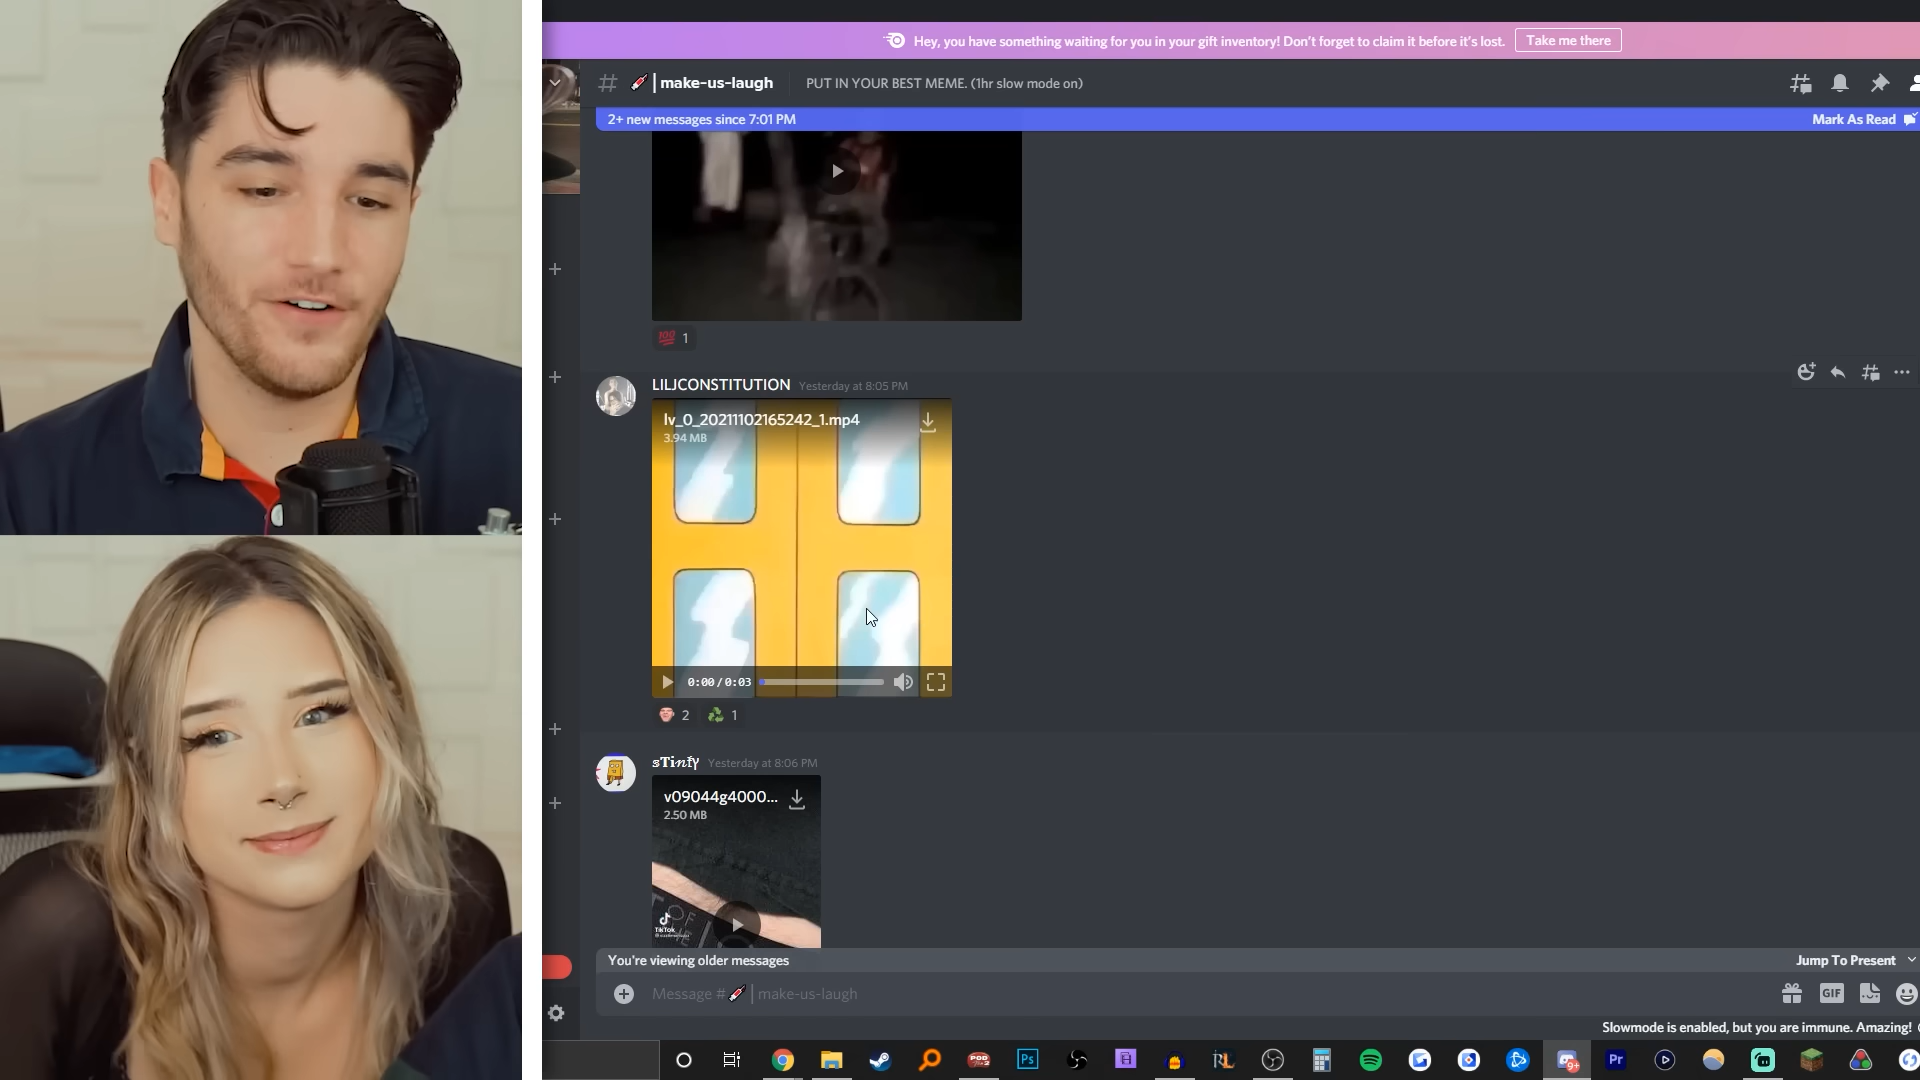 Hey, you have something waiting for you in your gift inventory! Don't forget to claim it before it's lost.
Take me there
make-us-laugh
PUT IN YOUR BEST MEME. (1hr slow mode on)
2+ new messages since 7:01 PM
Mark As Read
1
LILJCONSTITUTION Yesterday at 8:05 PM
lv_0_20211102165242_1.mp4
3.94 MB
0:00 / 0:03
2
1
sTinfy Yesterday at 8:06 PM
v09044g4000...
2.50 MB
TikTok
You're viewing older messages
Jump To Present
Message # | make-us-laugh
GIF
Slowmode is enabled, but you are immune. Amazing!
Ps
RL
9+
Pr